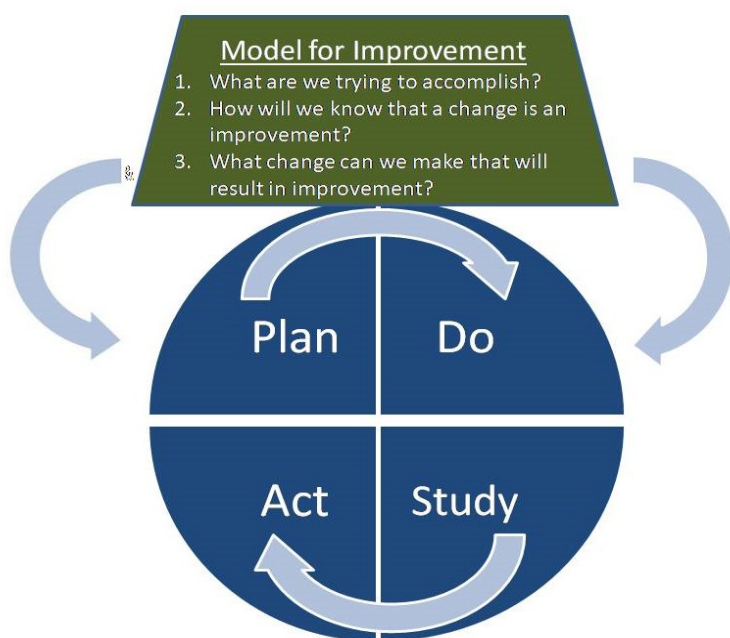 Model for Improvement
1. What are we trying to accomplish?
2. How will we know that a change is an
improvement?
3. What change can we make that will
result in improvement?
Plan
Do
Act
Study